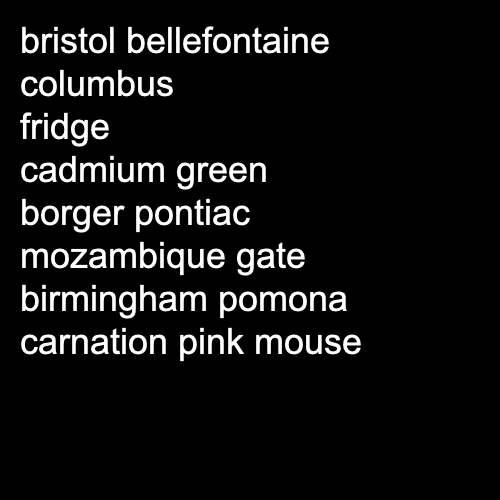 bristol bellefontaine
columbus
fridge
cadmium green
borger pontiac
mozambique gate
birmingham pomona
carnation pink mouse